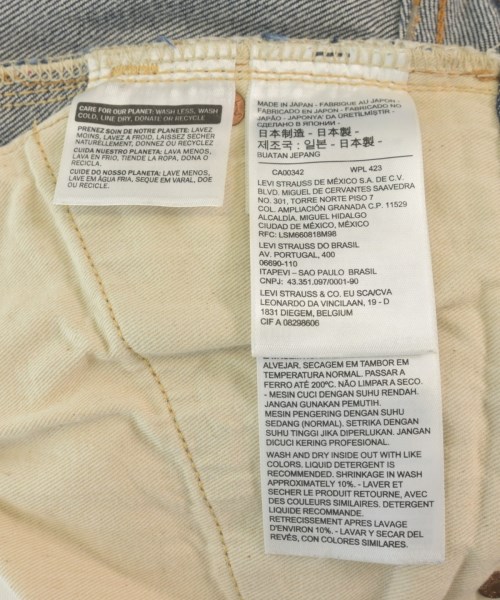 CARE FOR OUR PLANET: WASH LESS, WASH
COLD, LINE DRY, DONATE OR RECYCLE
PRENEZ SOIN DE NOTRE PLANETE: LAVEZ
MOINS, LAVEZ A FROID, LAISSEZ SECHER
NATURELLEMENT, DONNEZ OU RECYCLEZ
CUIDA NUESTRO PLANETA: LAVA MENOS,
LAVA EN FRIO, TIENDE LA ROPA, DONA O
RECICLA.
CUIDE DO NOSSO PLANETA: LAVE MENOS,
LAVE EM ÁGUA FRIA, SEQUE EM VARAL, DOE
OU RECICLE.
MADE IN JAPAN - FABRIQUE AU JAPON -
FABRICADO EN JAPON - FABRICADO NO
JAPÃO - JAPONYA' DA ÜRETILMISTIR -
СДЕЛАНО В ЯПОНИИ -
日本制造 - 日本製 -
제조국 : 일본 - 日本製 -
BUATAN JEPANG
CA00342 WPL 423
LEVI STRAUSS DE MÉXICO S.A. DE C.V.
BLVD. MIGUEL DE CERVANTES SAAVEDRA
NO. 301, TORRE NORTE PISO 7
COL. AMPLIACIÓN GRANADA C.P. 11529
ALCALDÍA, MIGUEL HIDALGO
CIUDAD DE MÉXICO, MÉXICO
RFC: LSM660818M98
LEVI STRAUSS DO BRASIL
AV. PORTUGAL, 400
06690-110
ITAPEVI – SAO PAULO BRASIL
CNPJ: 43.351.097/0001-90
LEVI STRAUSS & CO. EU SCA/CVA
LEONARDO DA VINCILAAN, 19 - D
1831 DIEGEM, BELGIUM
CIF A 08298606
ALVEJAR. SECAGEM EM TAMBOR EM
TEMPERATURA NORMAL. PASSAR A
FERRO ATÉ 200ºC. NÃO LIMPAR A SECO.
- MESIN CUCI DENGAN SUHU RENDAH.
JANGAN GUNAKAN PEMUTIH.
MESIN PENGERING DENGAN SUHU
SEDANG (NORMAL). SETRIKA DENGAN
SUHU TINGGI JIKA DIPERLUKAN. JANGAN
DICUCI KERING PROFESIONAL.
WASH AND DRY INSIDE OUT WITH LIKE
COLORS. LIQUID DETERGENT IS
RECOMMENDED. SHRINKAGE IN WASH
APPROXIMATELY 10%. - LAVER ET
SECHER LE PRODUIT RETOURNE, AVEC
DES COULEURS SIMILAIRES. DETERGENT
LIQUIDE RECOMMANDE.
RETRECISSEMENT APRES LAVAGE
D'ENVIRON 10%. - LAVAR Y SECAR DEL
REVÉS, CON COLORES SIMILARES.